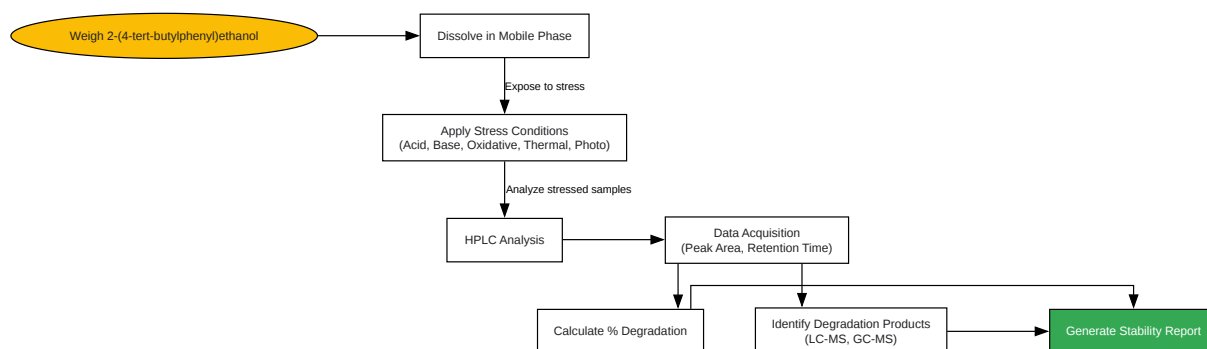 Weigh 2-(4-tert-butylphenyl)ethanol
Dissolve in Mobile Phase
Expose to stress
Apply Stress Conditions
(Acid, Base, Oxidative, Thermal, Photo)
Analyze stressed samples
HPLC Analysis
Data Acquisition
(Peak Area, Retention Time)
Calculate % Degradation
Identify Degradation Products
(LC-MS, GC-MS)
Generate Stability Report